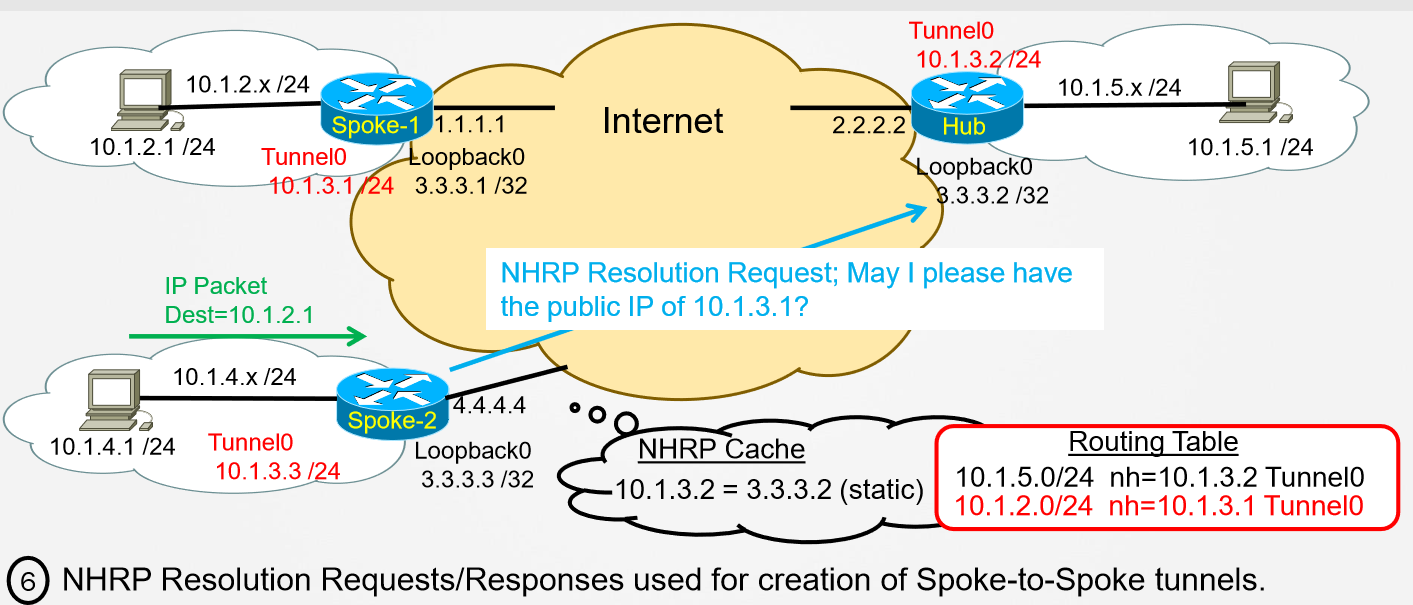 Tunnel0
10.1.3.2 /24
10.1.2.x /24
10.1.5.x /24
Internet
Spoke-1
1.1.1.1
2.2.2.2
Hub
10.1.2.1 /24
10.1.5.1 /24
Tunnel0
10.1.3.1 /24
Loopback0
3.3.3.1 /32
Loopback0
3.3.3.2 /32
NHRP Resolution Request; May I please have
the public IP of 10.1.3.1?
IP Packet
Dest=10.1.2.1
10.1.4.x /24
Spoke-2
4.4.4.4
10.1.4.1 /24
Tunnel0
10.1.3.3 /24
Loopback0
3.3.3.3 /32
NHRP Cache
10.1.3.2 = 3.3.3.2 (static)
Routing Table
10.1.5.0/24 nh=10.1.3.2 Tunnel0
10.1.2.0/24 nh=10.1.3.1 Tunnel0
6 NHRP Resolution Requests/Responses used for creation of Spoke-to-Spoke tunnels.